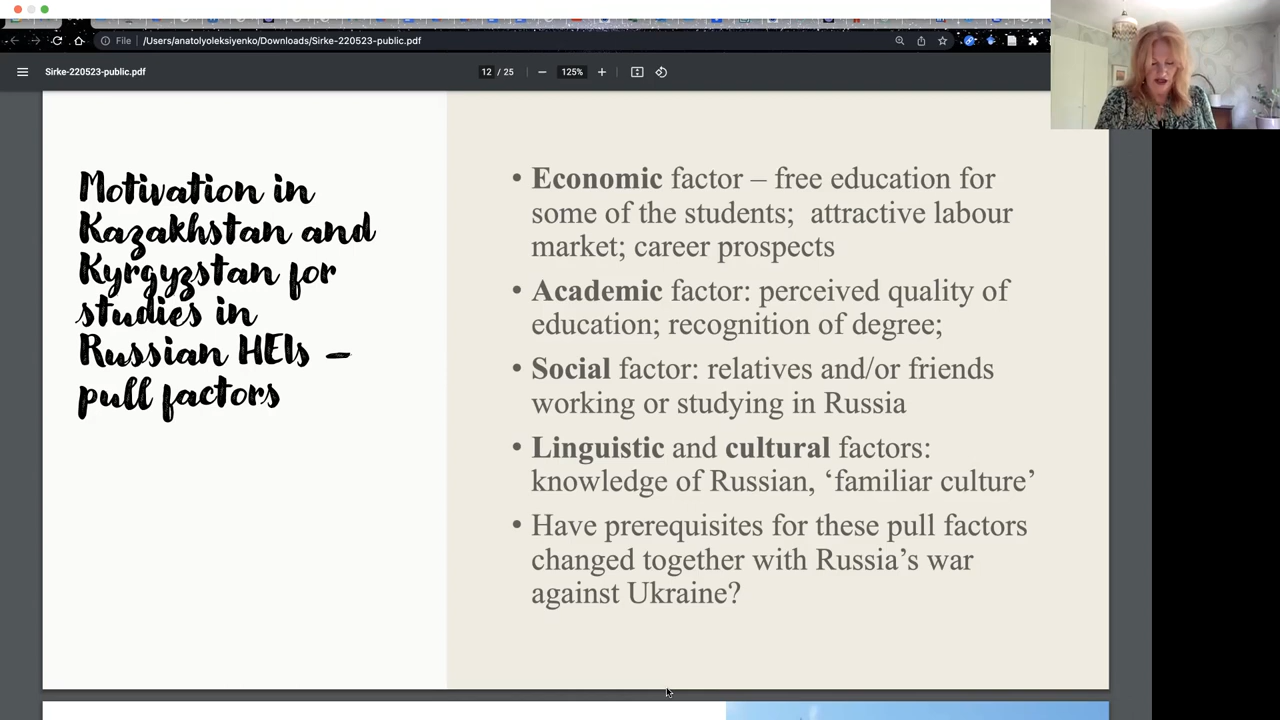 File
/Users/anatolyoleksiyenko/Downloads/Sirke-220523-public.pdf
Sirke-220523-public.pdf
12 / 25
125%
Motivation in
Kazakhstan and
Kyrgyzstan for
studies in
Russian HEIs –
pull factors
• Economic factor – free education for
some of the students; attractive labour
market; career prospects
• Academic factor: perceived quality of
education; recognition of degree;
• Social factor: relatives and/or friends
working or studying in Russia
• Linguistic and cultural factors:
knowledge of Russian, ‘familiar culture’
• Have prerequisites for these pull factors
changed together with Russia’s war
against Ukraine?